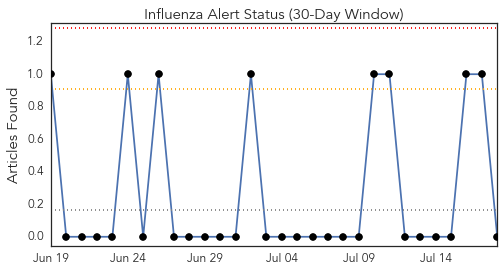 Influenza Alert Status (30-Day Window)
Articles Found
1.2
1.0
0.8
0.6
0.4
0.2
0.0
Jun 19 Jun 24 Jun 29 Jul 04 Jul 09 Jul 14